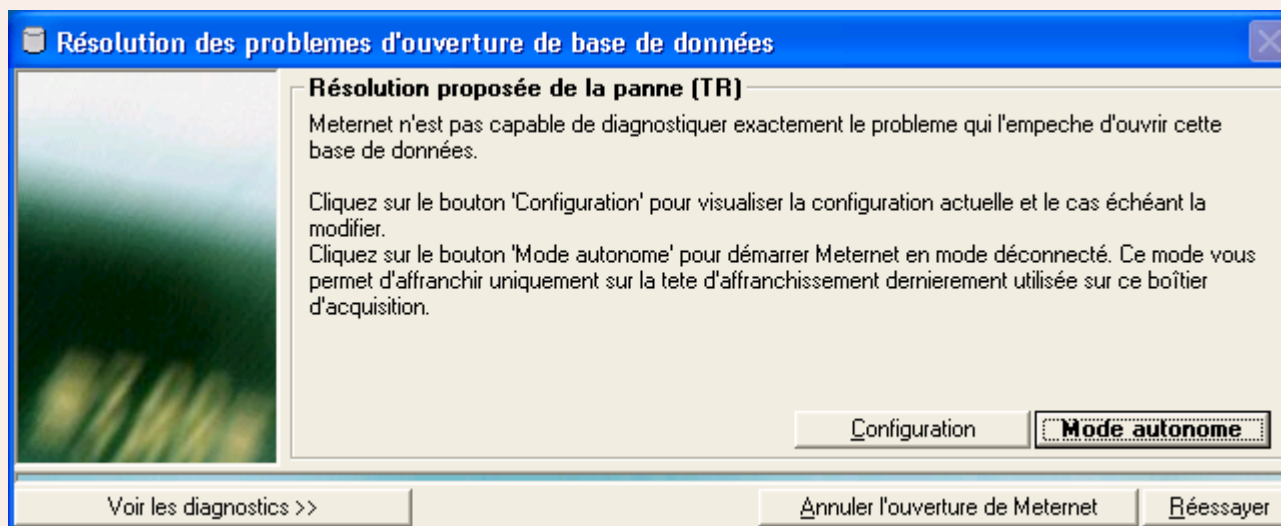 Résolution des problemes d'ouverture de base de données
Résolution proposée de la panne (TR)
Meternet n'est pas capable de diagnostiquer exactement le probleme qui l'empeche d'ouvrir cette
base de données.
Cliquez sur le bouton 'Configuration' pour visualiser la configuration actuelle et le cas échéant la
modifier.
Cliquez sur le bouton 'Mode autonome' pour démarrer Meternet en mode déconnecté. Ce mode vous
permet d'affranchir uniquement sur la tete d'affranchissement dernierement utilisée sur ce boîtier
d'acquisition.
Configuration
Mode autonome
Voir les diagnostics >>
Annuler l'ouverture de Meternet
Réessayer